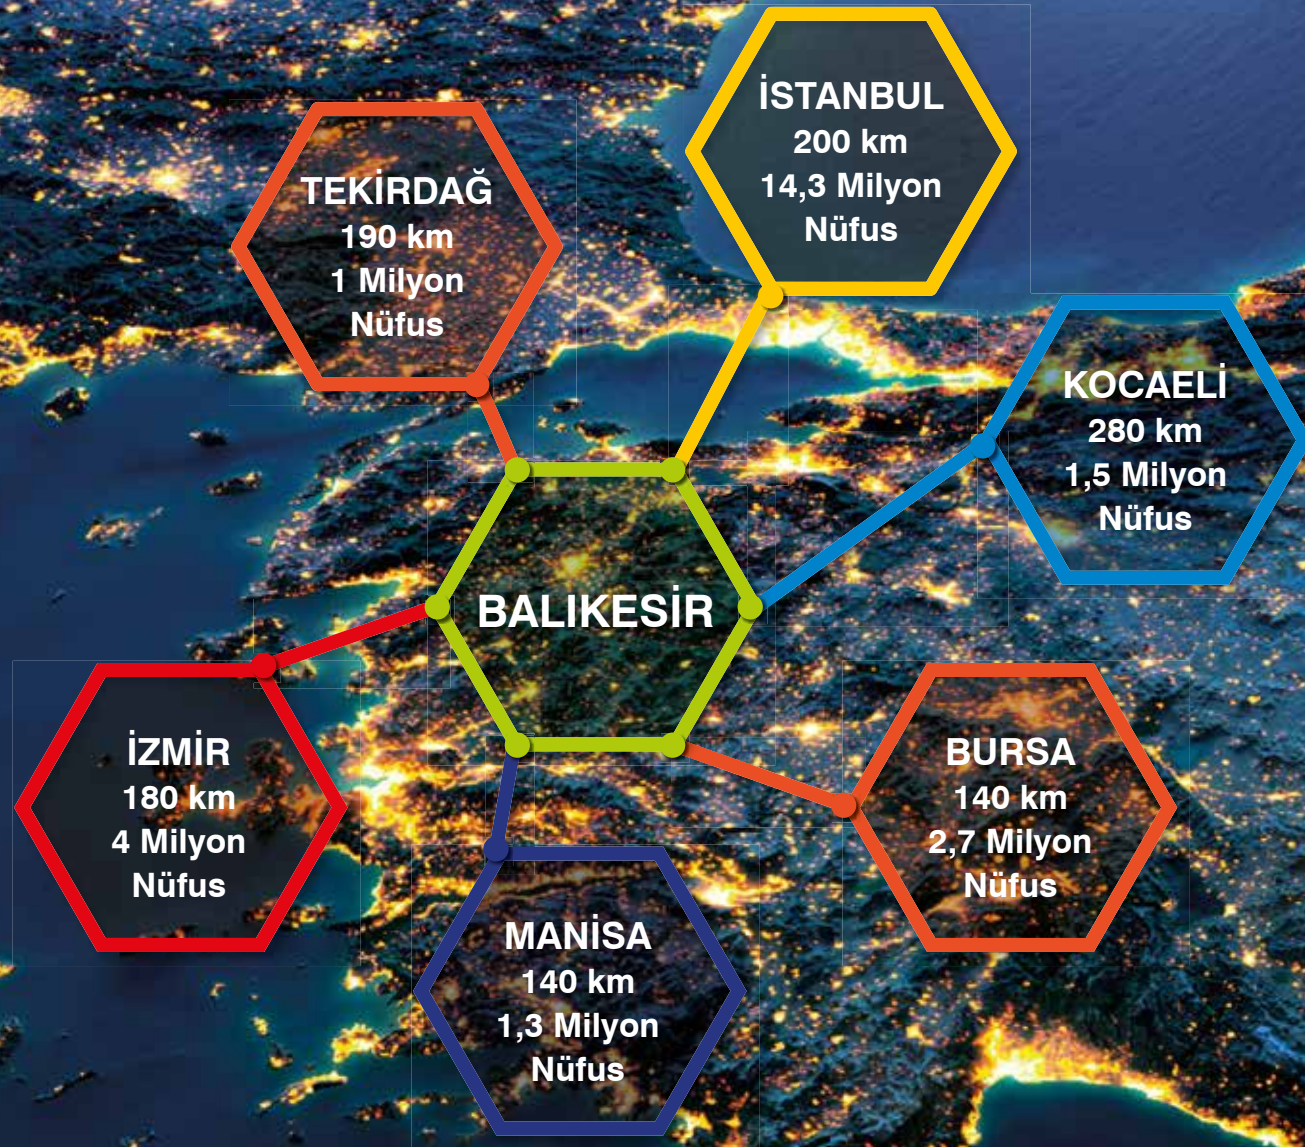 İSTANBUL
200 km
14,3 Milyon
Nüfus
TEKİRDAĞ
190 km
1 Milyon
Nüfus
KOCAELİ
280 km
1,5 Milyon
Nüfus
BALIKESİR
İZMİR
180 km
4 Milyon
Nüfus
BURSA
140 km
2,7 Milyon
Nüfus
MANİSA
140 km
1,3 Milyon
Nüfus